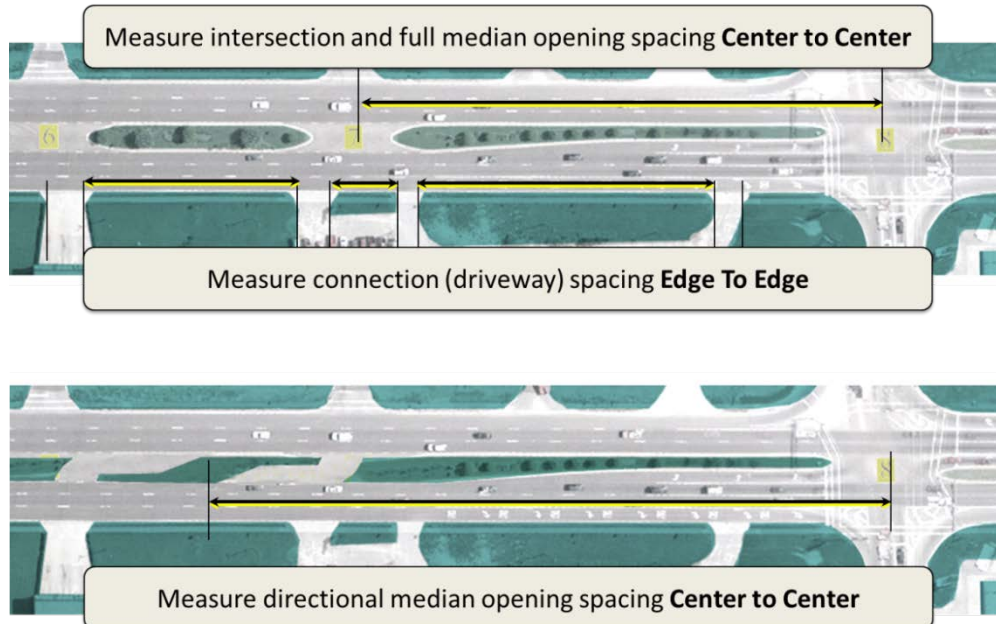 Measure intersection and full median opening spacing Center to Center
6 7 8
Measure connection (driveway) spacing Edge To Edge
8
Measure directional median opening spacing Center to Center